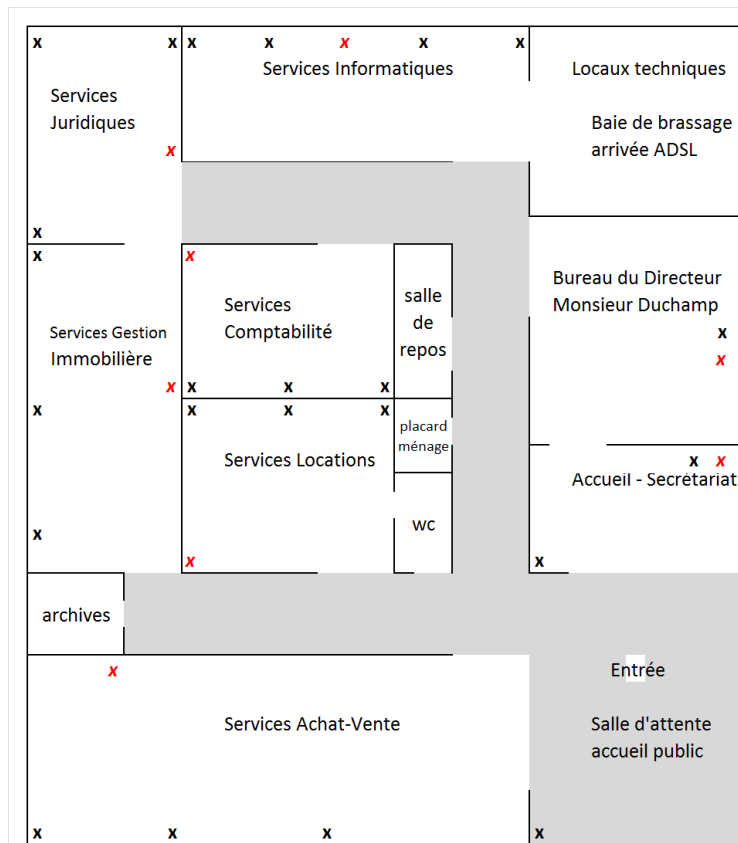 x x x x x x x
Services Informatiques
Locaux techniques
Services
Juridiques
Baie de brassage
arrivée ADSL
x
x
x x
Services
Comptabilité
salle
de
repos
Bureau du Directeur
Monsieur Duchamp
Services Gestion
Immobilière
x
x
x x x x
x x x x
placard
ménage
Services Locations
x x
Accueil - Secrétariat
wc
x
x
x
archives
x
Entrée
Services Achat-Vente
Salle d'attente
accueil public
x x x x